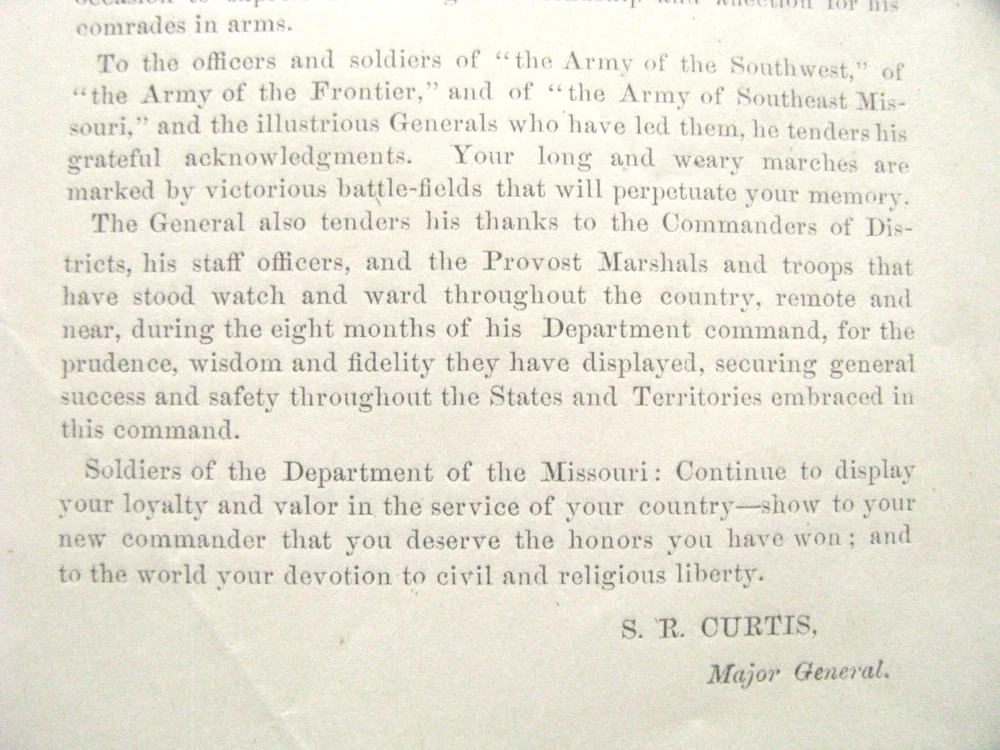 and affection for his
comrades in arms.
To the officers and soldiers of “the Army of the Southwest,” of
“the Army of the Frontier,” and of “the Army of Southeast Mis-
souri,” and the illustrious Generals who have led them, he tenders his
grateful acknowledgments. Your long and weary marches are
marked by victorious battle-fields that will perpetuate your memory.
The General also tenders his thanks to the Commanders of Dis-
tricts, his staff officers, and the Provost Marshals and troops that
have stood watch and ward throughout the country, remote and
near, during the eight months of his Department command, for the
prudence, wisdom and fidelity they have displayed, securing general
success and safety throughout the States and Territories embraced in
this command.
Soldiers of the Department of the Missouri: Continue to display
your loyalty and valor in the service of your country—show to your
new commander that you deserve the honors you have won; and
to the world your devotion to civil and religious liberty.
S. R. CURTIS,
Major General.